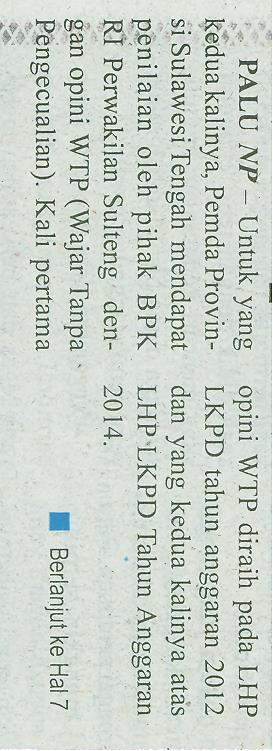 PALU NP – Untuk yang
kedua kalinya, Pemda Provin-
si Sulawesi Tengah mendapat
penilaian oleh pihak BPK
RI Perwakilan Sulteng den-
gan opini WTP (Wajar Tanpa
Pengecualian). Kali pertama
opini WTP diraih pada LHP
LKPD tahun anggaran 2012
dan yang kedua kalinya atas
LHP LKPD Tahun Anggaran
2014.
Berlanjut ke Hal 7